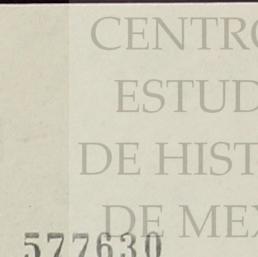 CENTRO
ESTUD
DE HIST
DE MEX
577630